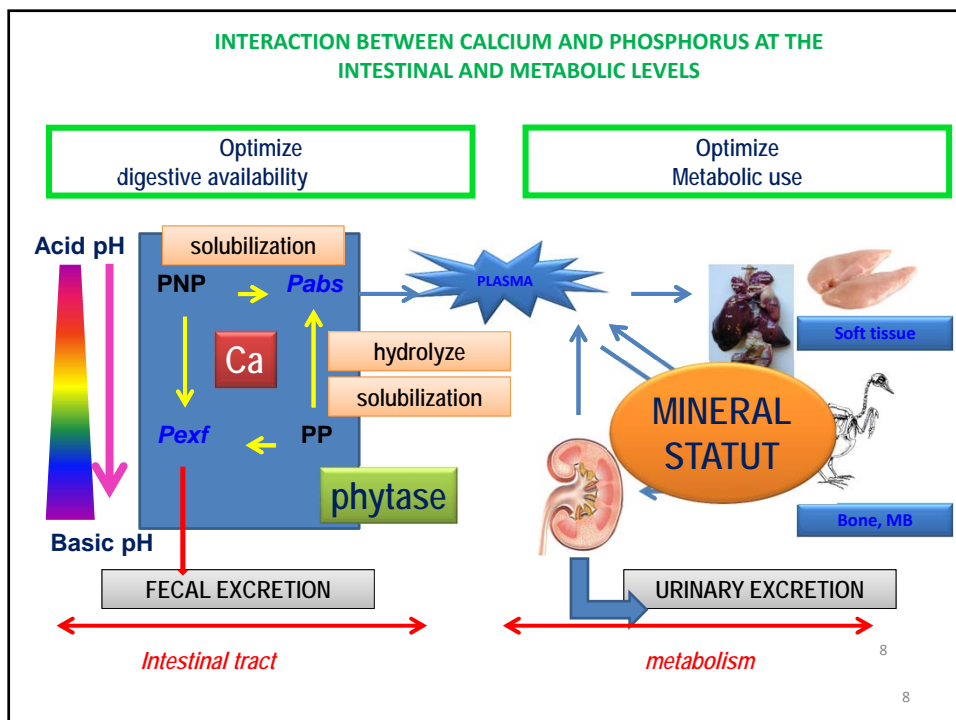 INTERACTION BETWEEN CALCIUM AND PHOSPHORUS AT THE
INTESTINAL AND METABOLIC LEVELS
Optimize
digestive availability
Optimize
Metabolic use
Acid pH
solubilization
PNP
Pabs
PLASMA
Soft tissue
Ca
hydrolyze
solubilization
MINERAL
STATUT
Pexf
PP
phytase
Bone, MB
Basic pH
FECAL EXCRETION
URINARY EXCRETION
Intestinal tract
metabolism
8
8